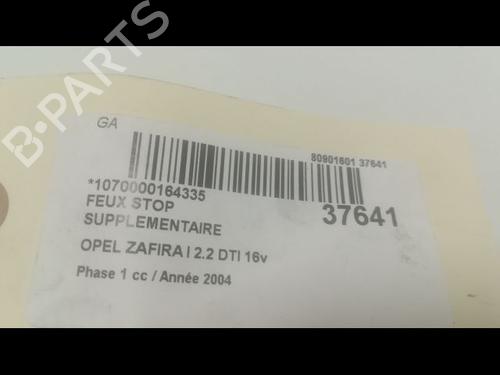 B-PARTS
GA
80901601 37641
*1070000164335
37641
FEUX STOP
SUPPLEMENTAIRE
OPEL ZAFIRA I 2.2 DTI 16v
Phase 1 cc / Année 2004